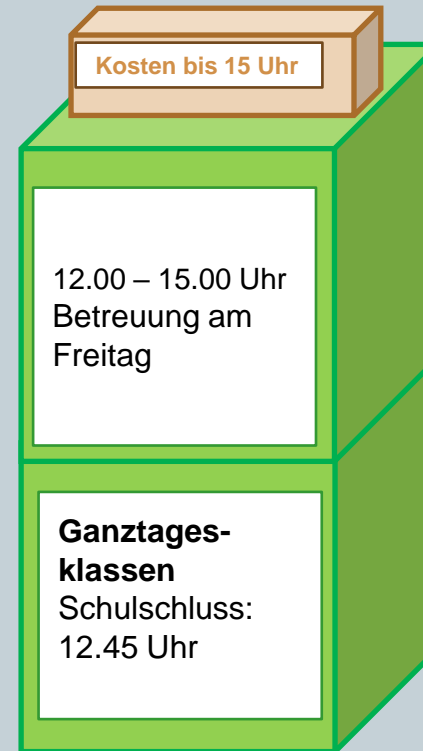 Kosten bis 15 Uhr
12.00 – 15.00 Uhr
Betreuung am
Freitag
Ganztages-
klassen
Schulschluss:
12.45 Uhr